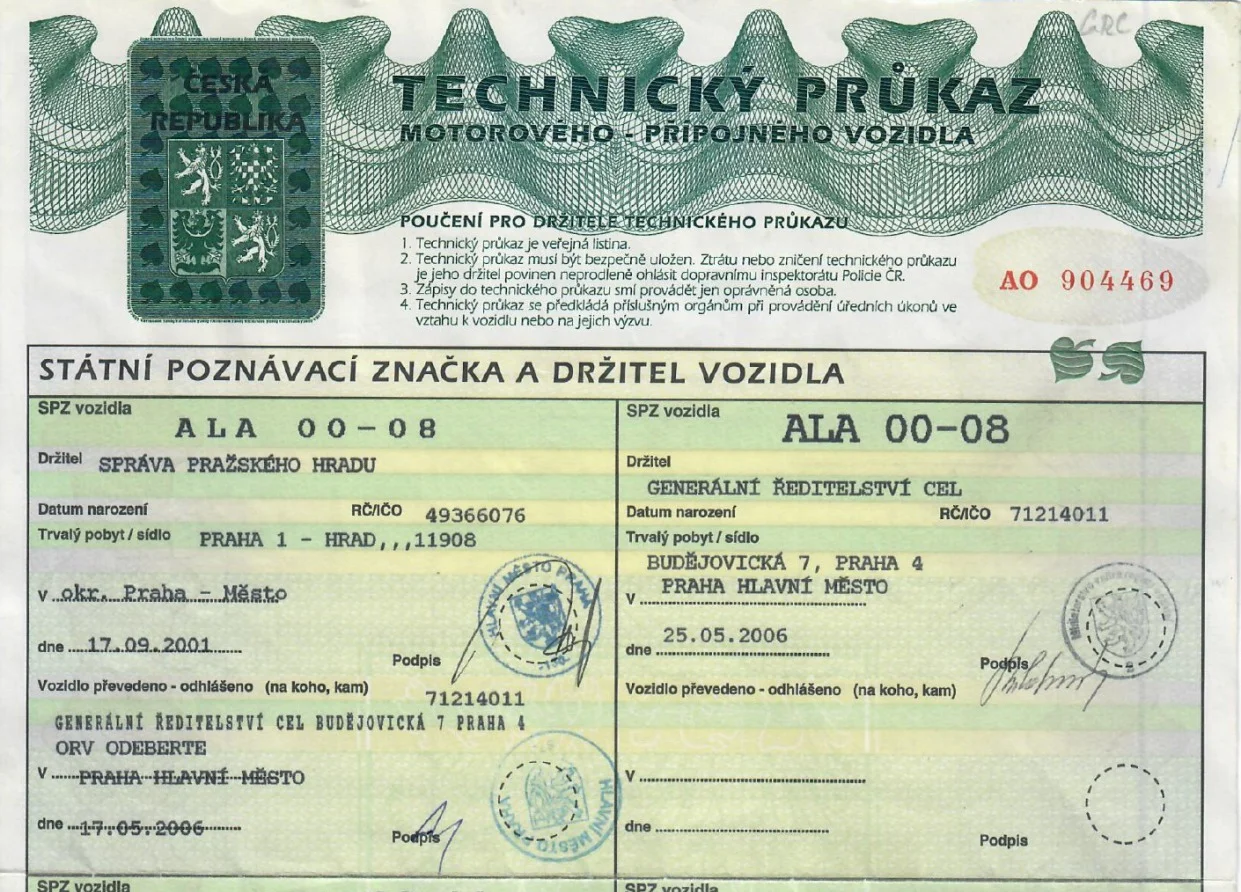 GRC
ČESKÁ
REPUBLIKA
TECHNICKÝ PRŮKAZ
MOTOROVÉHO - PŘÍPOJNÉHO VOZIDLA
POUČENÍ PRO DRŽITELE TECHNICKÉHO PRŮKAZU
1. Technický průkaz je veřejná listina.
2. Technický průkaz musí být bezpečně uložen. Ztrátu nebo zničení technického průkazu
je jeho držitel povinen neprodleně ohlásit dopravnímu inspektorátu Policie ČR.
3. Zápisy do technického průkazu smí provádět jen oprávněná osoba.
4. Technický průkaz se předkládá příslušným orgánům při provádění úředních úkonů ve
vztahu k vozidlu nebo na jejich výzvu.
AO 904469
STÁTNÍ POZNÁVACÍ ZNAČKA A DRŽITEL VOZIDLA
SPZ vozidla
ALA 00-08
Držitel SPRÁVA PRAŽSKÉHO HRADU
Datum narození RČ/IČO 49366076
Trvalý pobyt / sídlo PRAHA 1 - HRAD,,,11908
HLAVNÍ MĚSTO PRAHA
v okr. Praha - Město
dne 17.09.2001
Podpis
Vozidlo převedeno - odhlášeno (na koho, kam)
71214011
GENERÁLNÍ ŘEDITELSTVÍ CEL BUDĚJOVICKÁ 7 PRAHA 4
ORV ODEBERTE
V PRAHA HLAVNÍ MĚSTO
HLAVNÍ MĚSTO PRAHA
dne 17.05.2006
Podpis
SPZ vozidla
SPZ vozidla
ALA 00-08
Držitel
GENERÁLNÍ ŘEDITELSTVÍ CEL
Datum narození RČ/IČO 71214011
Trvalý pobyt / sídlo
BUDĚJOVICKÁ 7, PRAHA 4
V PRAHA HLAVNÍ MĚSTO
dne 25.05.2006
Podpis
Vozidlo převedeno - odhlášeno (na koho, kam)
V
dne
Podpis
SPZ vozidla